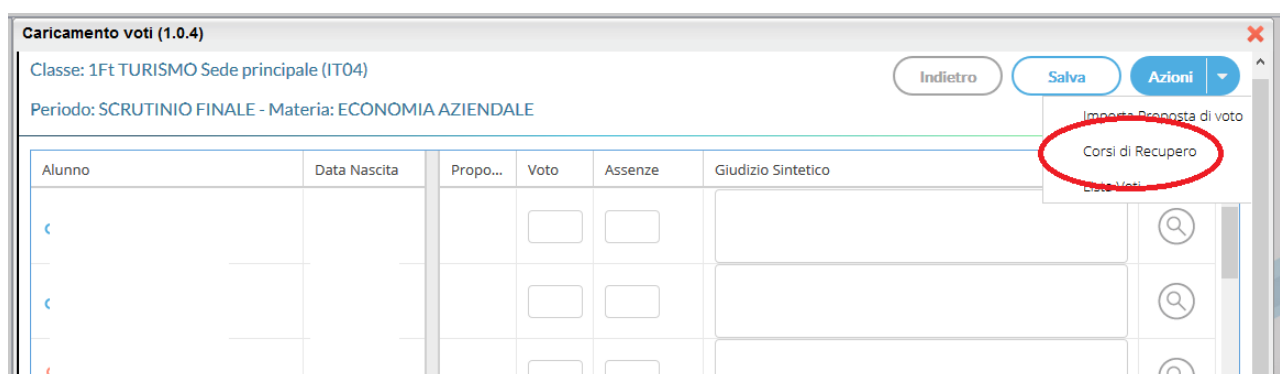 Caricamento voti (1.0.4)
Classe: 1Ft TURISMO Sede principale (IT04)
Indietro Salva Azioni
Periodo: SCRUTINIO FINALE - Materia: ECONOMIA AZIENDALE
Importa Proposta di voto
Corsi di Recupero
Lista Voti
Alunno Data Nascita Propo... Voto Assenze Giudizio Sintetico